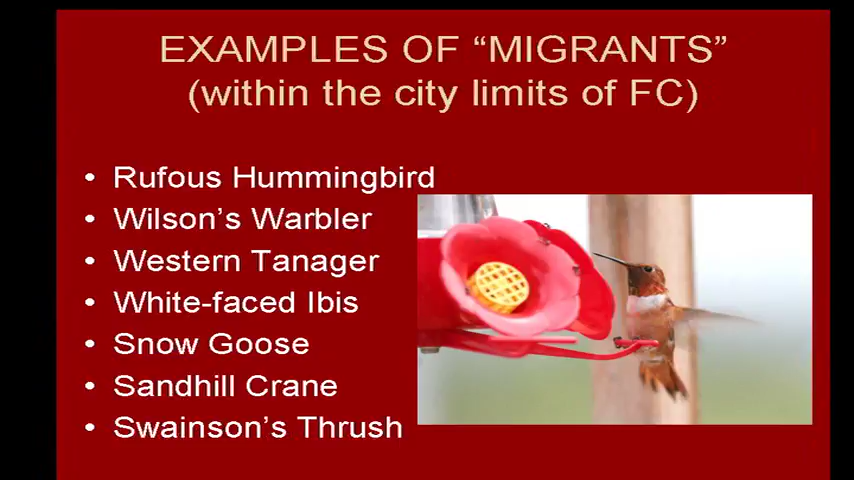 EXAMPLES OF “MIGRANTS”
(within the city limits of FC)
• Rufous Hummingbird
• Wilson’s Warbler
• Western Tanager
• White-faced Ibis
• Snow Goose
• Sandhill Crane
• Swainson’s Thrush